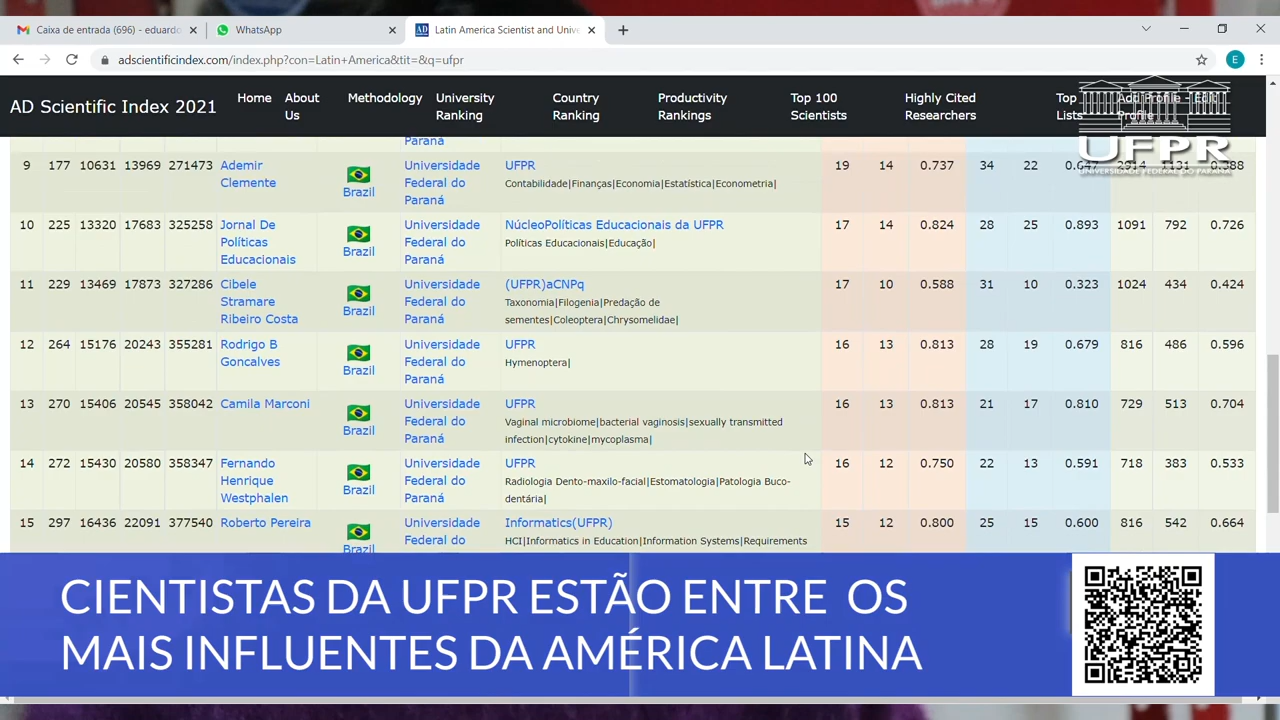 Caixa de entrada (696) - eduardo
WhatsApp
Latin America Scientist and Unive
adscientificindex.com/index.php?con=Latin+America&tit=&q=ufpr
E
AD Scientific Index 2021
Home
About Us
Methodology
University Ranking
Country Ranking
Productivity Rankings
Top 100 Scientists
Highly Cited Researchers
Top Lists
Add Profile - Edit Profile
UFPR
UNIVERSIDADE FEDERAL DO PARANÁ
Paraná
9 177 10631 13969 271473 Ademir Clemente Brazil Universidade Federal do Paraná UFPR 19 14 0.737 34 22 0.647 2914 1131 0.388
Contabilidade|Finanças|Economia|Estatística|Econometria|
10 225 13320 17683 325258 Jornal De Políticas Educacionais Brazil Universidade Federal do Paraná NúcleoPolíticas Educacionais da UFPR 17 14 0.824 28 25 0.893 1091 792 0.726
Políticas Educacionais|Educação|
11 229 13469 17873 327286 Cibele Stramare Ribeiro Costa Brazil Universidade Federal do Paraná (UFPR)aCNPq 17 10 0.588 31 10 0.323 1024 434 0.424
Taxonomia|Filogenia|Predação de
sementes|Coleoptera|Chrysomelidae|
12 264 15176 20243 355281 Rodrigo B Goncalves Brazil Universidade Federal do Paraná UFPR 16 13 0.813 28 19 0.679 816 486 0.596
Hymenoptera|
13 270 15406 20545 358042 Camila Marconi Brazil Universidade Federal do Paraná UFPR 16 13 0.813 21 17 0.810 729 513 0.704
Vaginal microbiome|bacterial vaginosis|sexually transmitted
infection|cytokine|mycoplasma|
14 272 15430 20580 358347 Fernando Henrique Westphalen Brazil Universidade Federal do Paraná UFPR 16 12 0.750 22 13 0.591 718 383 0.533
Radiologia Dento-maxilo-facial|Estomatologia|Patologia Buco-
dentária|
15 297 16436 22091 377540 Roberto Pereira Brazil Universidade Federal do Informatics(UFPR) 15 12 0.800 25 15 0.600 816 542 0.664
HCI|Informatics in Education|Information Systems|Requirements
CIENTISTAS DA UFPR ESTÃO ENTRE OS
MAIS INFLUENTES DA AMÉRICA LATINA